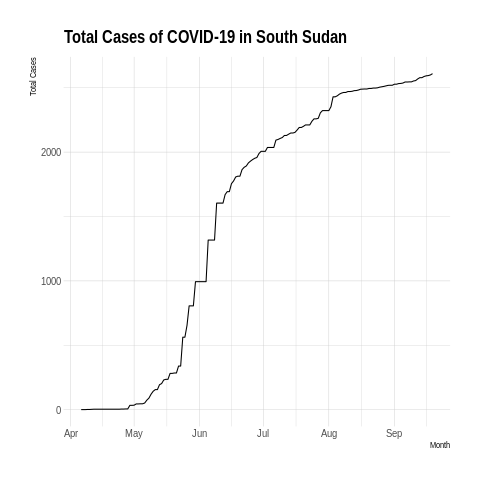 Total Cases of COVID-19 in South Sudan
Total Cases
2000
1000
0
Apr May Jun Jul Aug Sep
Month